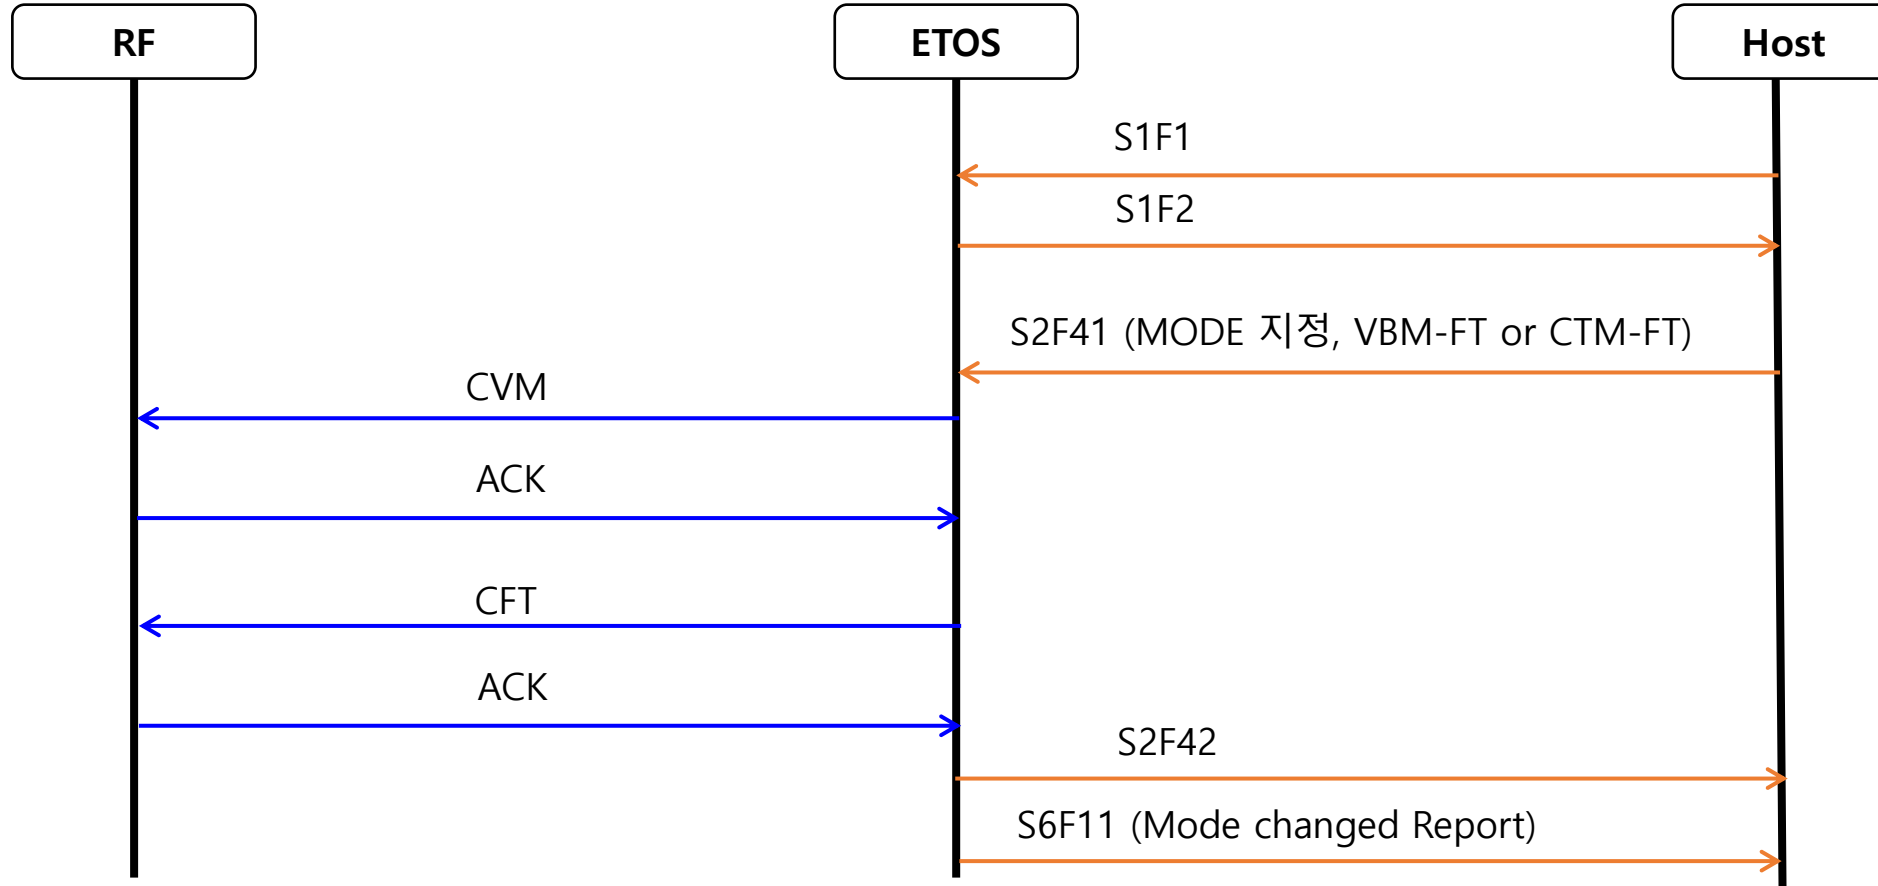 RF
ETOS
Host
S1F1
S1F2
S2F41 (MODE 지정, VBM-FT or CTM-FT)
CVM
ACK
CFT
ACK
S2F42
S6F11 (Mode changed Report)